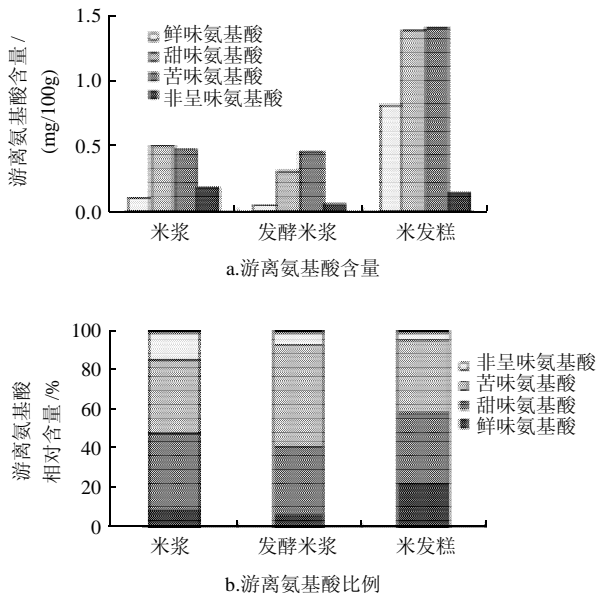 游离氨基酸含量/
(mg/100g)
1.5
1.0
0.5
0.0
鲜味氨基酸
甜味氨基酸
苦味氨基酸
非呈味氨基酸
米浆 发酵米浆 米发糕
a.游离氨基酸含量
游离氨基酸
相对含量/%
100
80
60
40
20
0
非呈味氨基酸
苦味氨基酸
甜味氨基酸
鲜味氨基酸
米浆 发酵米浆 米发糕
b.游离氨基酸比例